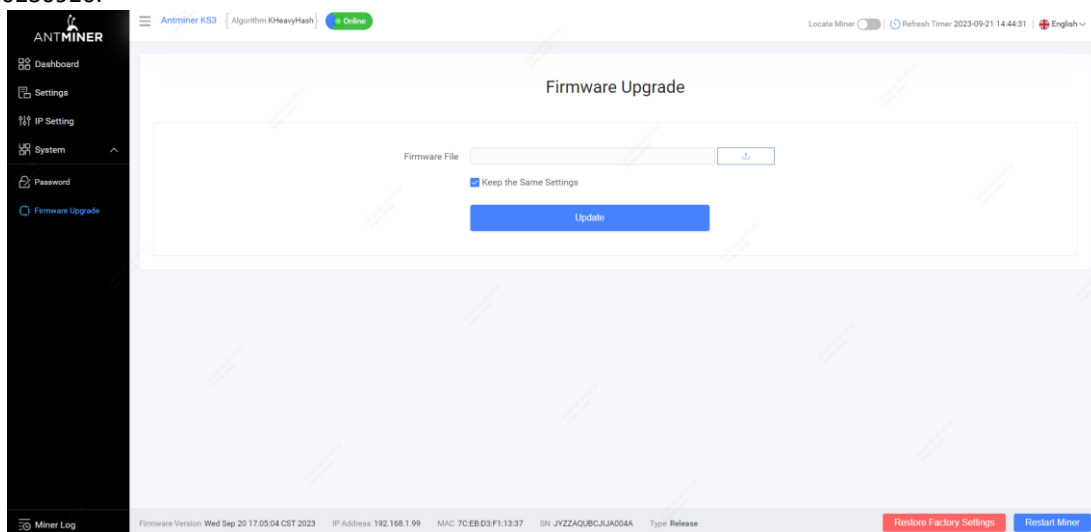 ANTMINER
Antminer KS3 { Algorithm KHeavyHash } Online
Locate Miner Refresh Timer 2023-09-21 14:44:31 English
Dashboard
Settings
IP Setting
System
Password
Firmware Upgrade
Firmware Upgrade
Firmware File
Keep the Same Settings
Update
Miner Log
Firmware Version Wed Sep 20 17:05:04 CST 2023 IP Address 192.168.1.99 MAC 7C:EB:D3:F1:13:37 SN JYZZAQUBCJIJA004A Type Release
Restore Factory Settings Restart Miner